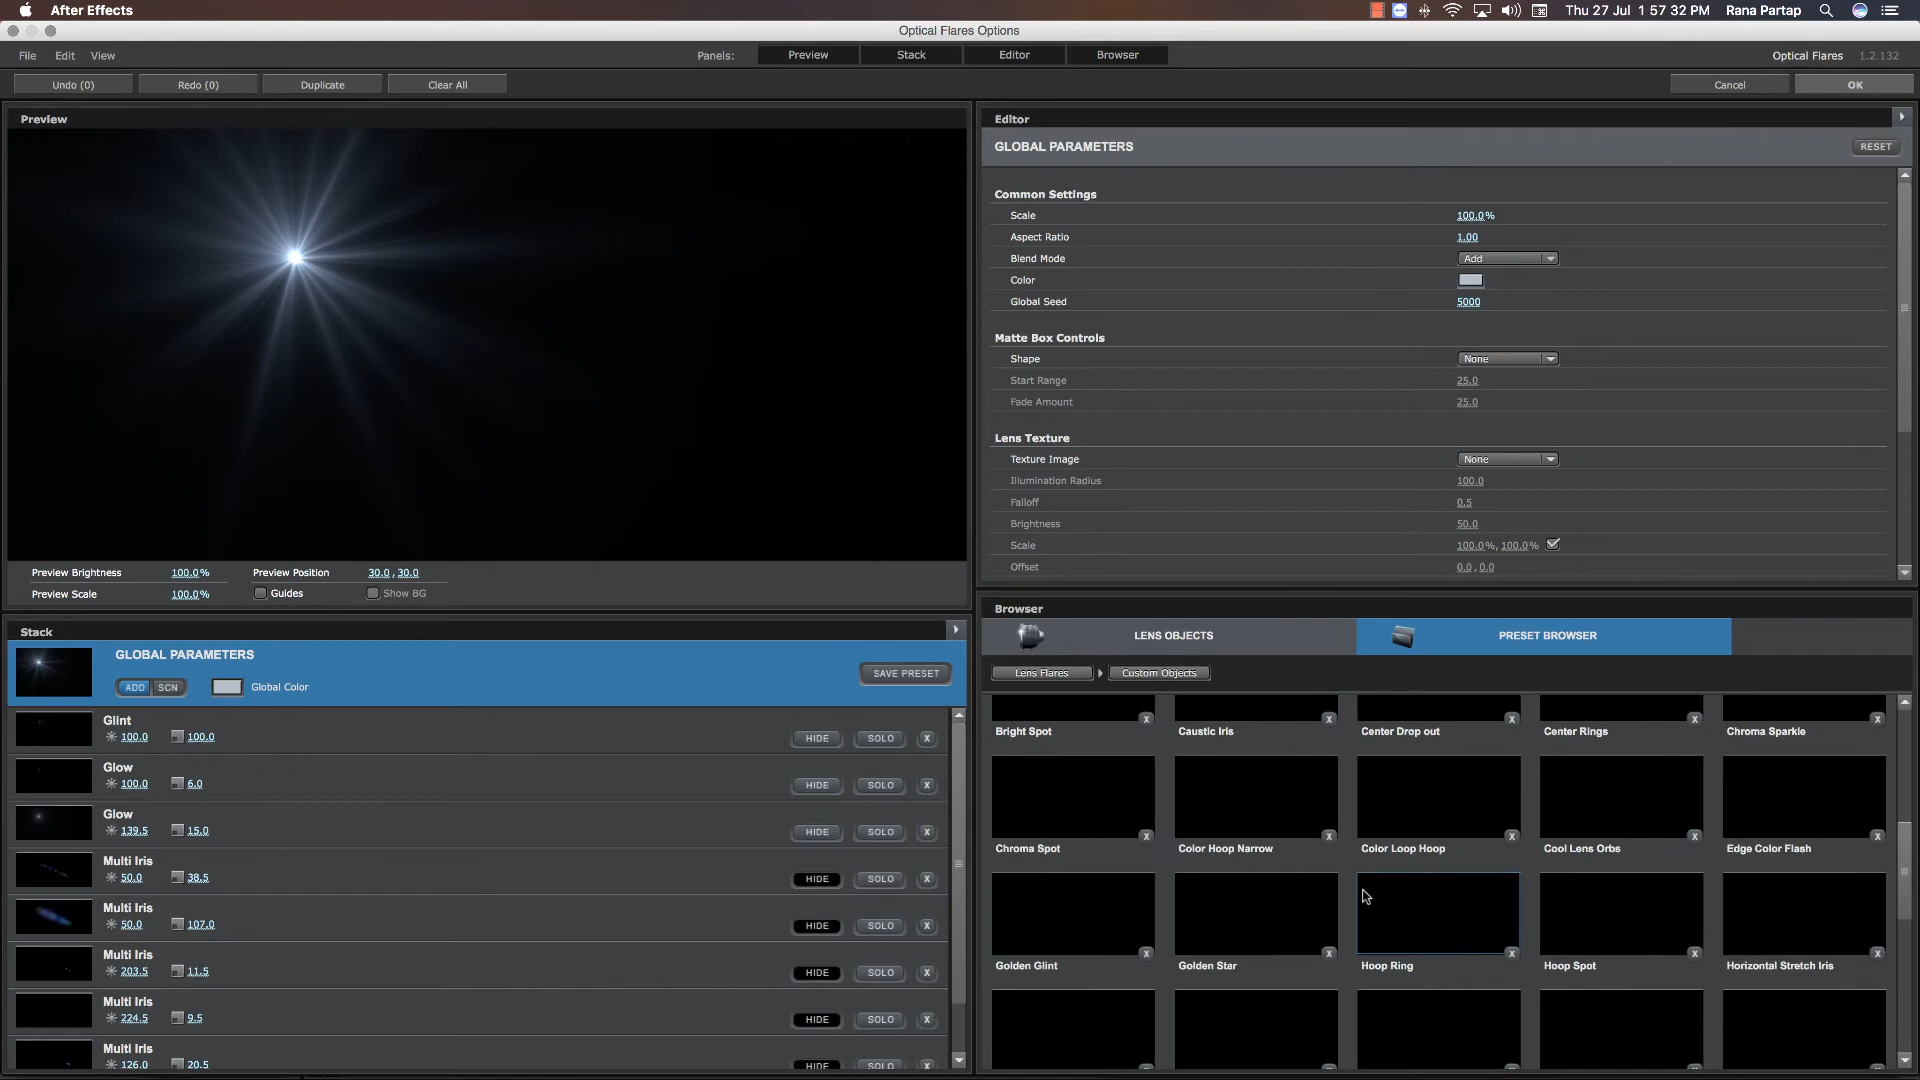 After Effects
Thu 27 Jul 1 57 32 PM Rana Partap
Optical Flares Options
File Edit View
Panels: Preview Stack Editor Browser
Optical Flares 1.2.132
Undo (0) Redo (0) Duplicate Clear All
Cancel OK
Preview
Preview Brightness 100.0% Preview Position 30.0 , 30.0
Preview Scale 100.0% Guides Show BG
Stack
GLOBAL PARAMETERS
ADD SCN Global Color
SAVE PRESET
Glint
100.0 100.0
HIDE SOLO X
Glow
100.0 6.0
HIDE SOLO X
Glow
139.5 15.0
HIDE SOLO X
Multi Iris
50.0 38.5
HIDE SOLO X
Multi Iris
50.0 107.0
HIDE SOLO X
Multi Iris
203.5 11.5
HIDE SOLO X
Multi Iris
224.5 9.5
HIDE SOLO X
Multi Iris
126.0 20.5
HIDE SOLO X
Editor
GLOBAL PARAMETERS
RESET
Common Settings
Scale 100.0%
Aspect Ratio 1.00
Blend Mode Add
Color
Global Seed 5000
Matte Box Controls
Shape None
Start Range 25.0
Fade Amount 25.0
Lens Texture
Texture Image None
Illumination Radius 100.0
Falloff 0.5
Brightness 50.0
Scale 100.0% , 100.0%
Offset 0.0 , 0.0
Browser
LENS OBJECTS PRESET BROWSER
Lens Flares Custom Objects
X X X X X
Bright Spot Caustic Iris Center Drop out Center Rings Chroma Sparkle
X X X X X
Chroma Spot Color Hoop Narrow Color Loop Hoop Cool Lens Orbs Edge Color Flash
X X X X X
Golden Glint Golden Star Hoop Ring Hoop Spot Horizontal Stretch Iris